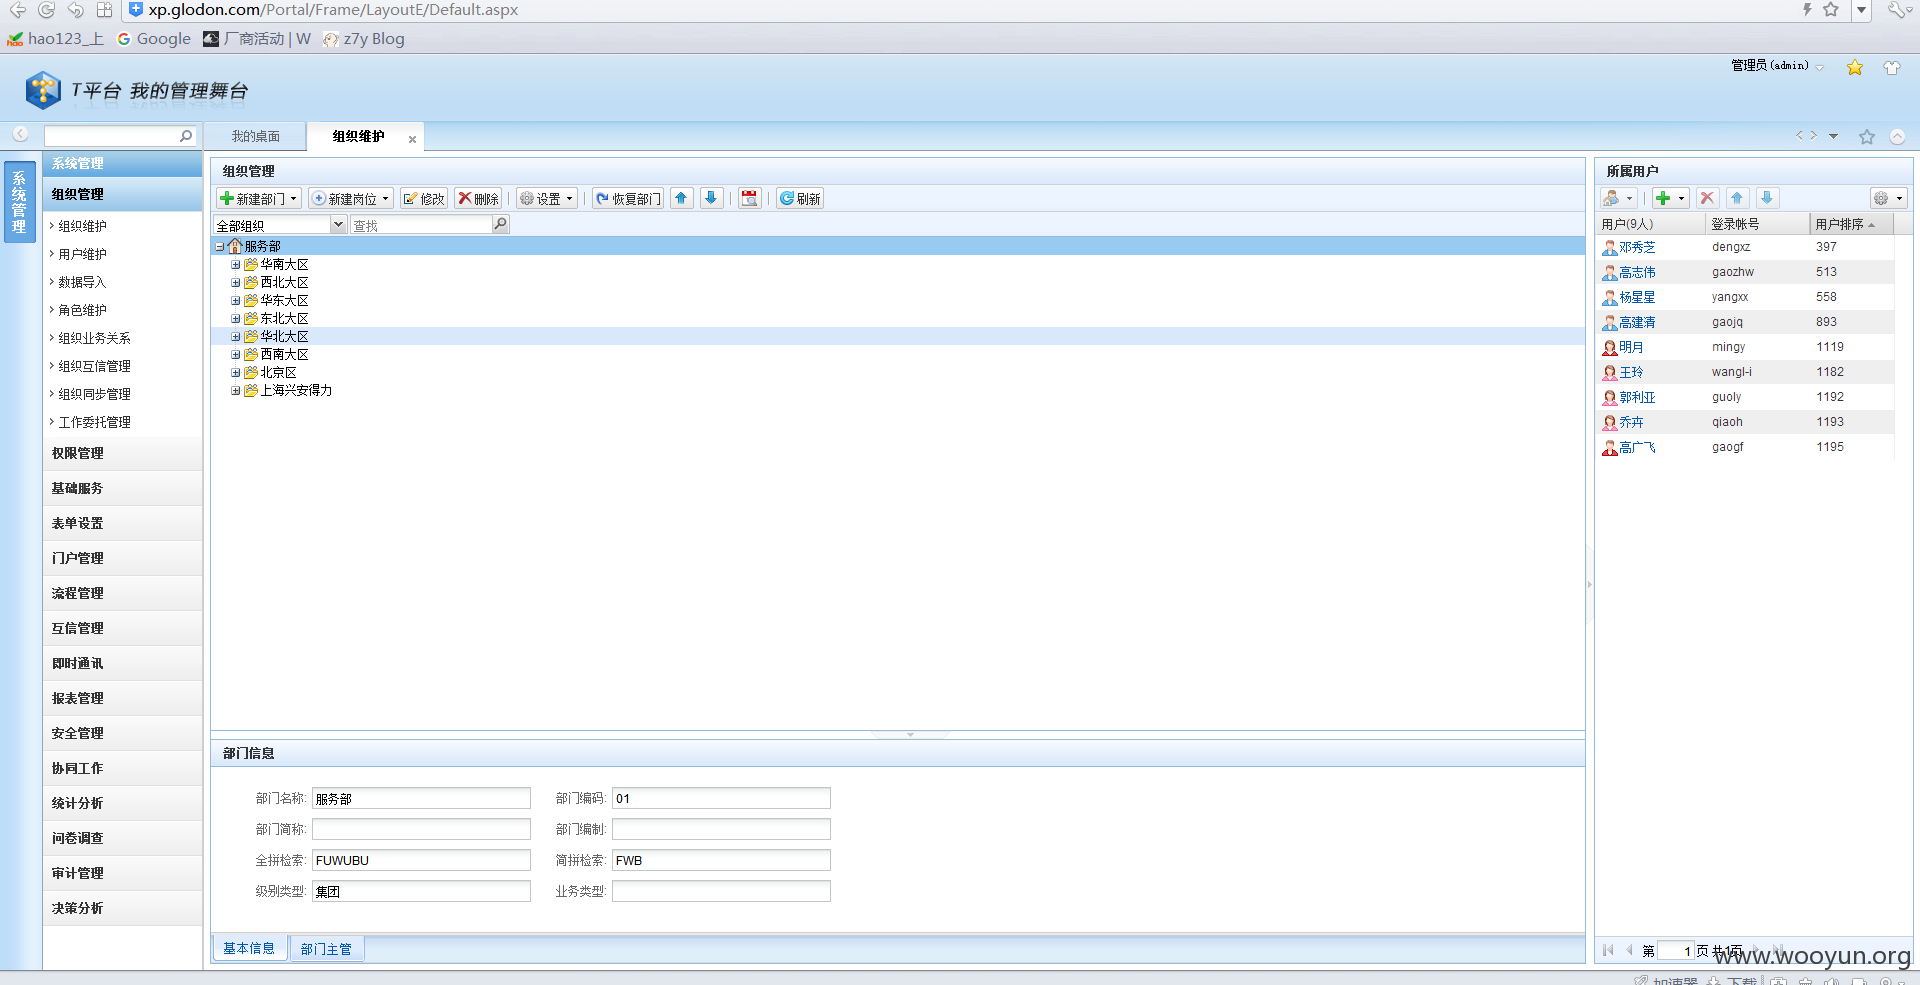 xp.glodon.com/Portal/Frame/LayoutE/Default.aspx
hao123_上 Google 厂商活动 | W z7y Blog
T平台 我的管理舞台
管理员(admin)
我的桌面 组织维护
系统管理
系统管理
组织管理
组织维护
用户维护
数据导入
角色维护
组织业务关系
组织互信管理
组织同步管理
工作委托管理
权限管理
基础服务
表单设置
门户管理
流程管理
互信管理
即时通讯
报表管理
安全管理
协同工作
统计分析
问卷调查
审计管理
决策分析
组织管理
新建部门 新建岗位 修改 删除 设置 恢复部门 刷新
全部组织 查找
服务部
华南大区
西北大区
华东大区
东北大区
华北大区
西南大区
北京区
上海兴安得力
部门信息
部门名称: 服务部 部门编码: 01
部门简称: 部门编制:
全拼检索: FUWUBU 简拼检索: FWB
级别类型: 集团 业务类型:
基本信息 部门主管
所属用户
用户(9人) 登录帐号 用户排序
邓秀芝 dengxz 397
高志伟 gaozhw 513
杨星星 yangxx 558
高建清 gaojq 893
明月 mingy 1119
王玲 wangl-i 1182
郭利亚 guoly 1192
乔卉 qiaoh 1193
高广飞 gaogf 1195
第 1 页 共1页
www.wooyun.org
加速器 下载